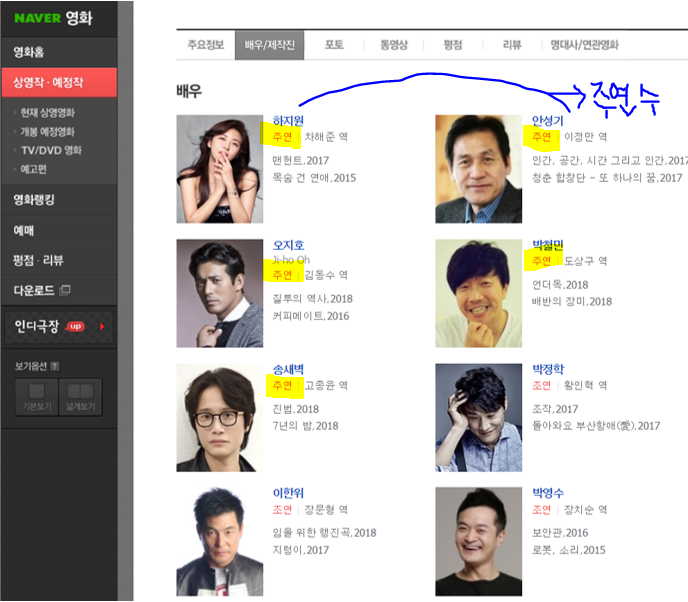 NAVER 영화
영화홈
상영작 · 예정작
현재 상영영화
개봉 예정영화
TV/DVD 영화
예고편
영화랭킹
예매
평점 · 리뷰
다운로드
인디극장 up
보기옵션 ?
기본보기 넓게보기
주요정보 배우/제작진 포토 동영상 평점 리뷰 명대사/연관영화
배우
주연수
하지원
주연 | 차해준 역
맨헌트,2017
목숨 건 연애,2015
안성기
주연 | 이정만 역
인간, 공간, 시간 그리고 인간,2017
청춘 합창단 - 또 하나의 꿈,2017
오지호
Ji-ho Oh
주연 | 김동수 역
질투의 역사,2018
커피메이트,2016
박철민
주연 | 도상구 역
언더독,2018
배반의 장미,2018
송새벽
주연 | 고종윤 역
진범,2018
7년의 밤,2018
박정학
조연 | 황인혁 역
조작,2017
돌아와요 부산항애(愛),2017
이한위
조연 | 장문형 역
임을 위한 행진곡,2018
지렁이,2017
박영수
조연 | 장치순 역
보안관,2016
로봇, 소리,2015